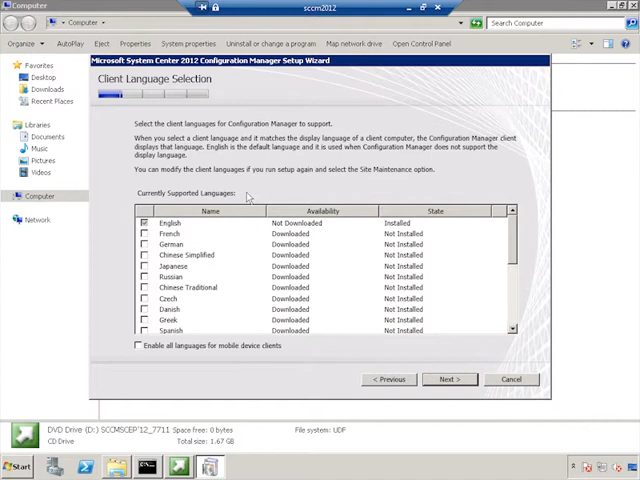 Computer
sccm2012
Computer
Search Computer
Organize
AutoPlay
Eject
Properties
System properties
Uninstall or change a program
Map network drive
Open Control Panel
Favorites
Desktop
Downloads
Recent Places
Libraries
Documents
Music
Pictures
Videos
Computer
Network
Microsoft System Center 2012 Configuration Manager Setup Wizard
Client Language Selection
Select the client languages for Configuration Manager to support.
When you select a client language and it matches the display language of a client computer, the Configuration Manager client
displays that language. English is the default language and it is used when Configuration Manager does not support the
display language.
You can modify the client languages if you run setup again and select the Site Maintenance option.
Currently Supported Languages:
Name Availability State
English Not Downloaded Installed
French Downloaded Not Installed
German Downloaded Not Installed
Chinese Simplified Downloaded Not Installed
Japanese Downloaded Not Installed
Russian Downloaded Not Installed
Chinese Traditional Downloaded Not Installed
Czech Downloaded Not Installed
Danish Downloaded Not Installed
Greek Downloaded Not Installed
Spanish Downloaded Not Installed
Enable all languages for mobile device clients
< Previous
Next >
Cancel
DVD Drive (D:) SCCMSCEP'12_7711 Space free: 0 bytes File system: UDF
CD Drive Total size: 1.67 GB
Start